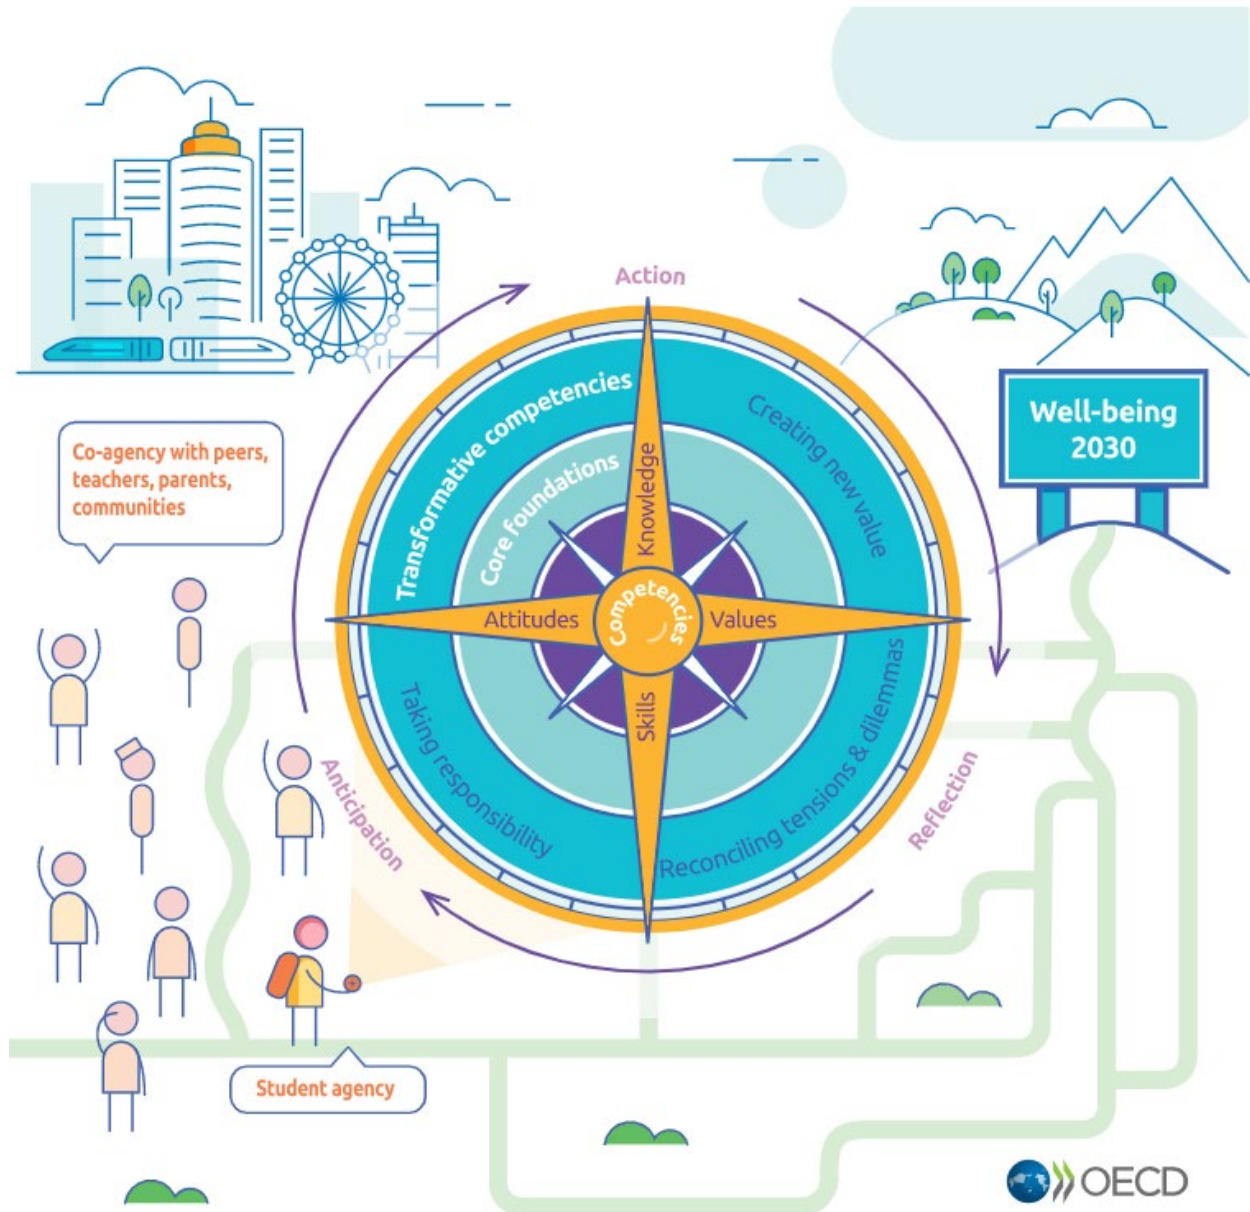 Action
Transformative competencies
Creating new value
Core foundations
Knowledge
Well-being
2030
Co-agency with peers,
teachers, parents,
communities
Attitudes
Competencies
Values
Skills
Taking responsibility
Reconciling tensions & dilemmas
Anticipation
Reflection
Student agency
OECD